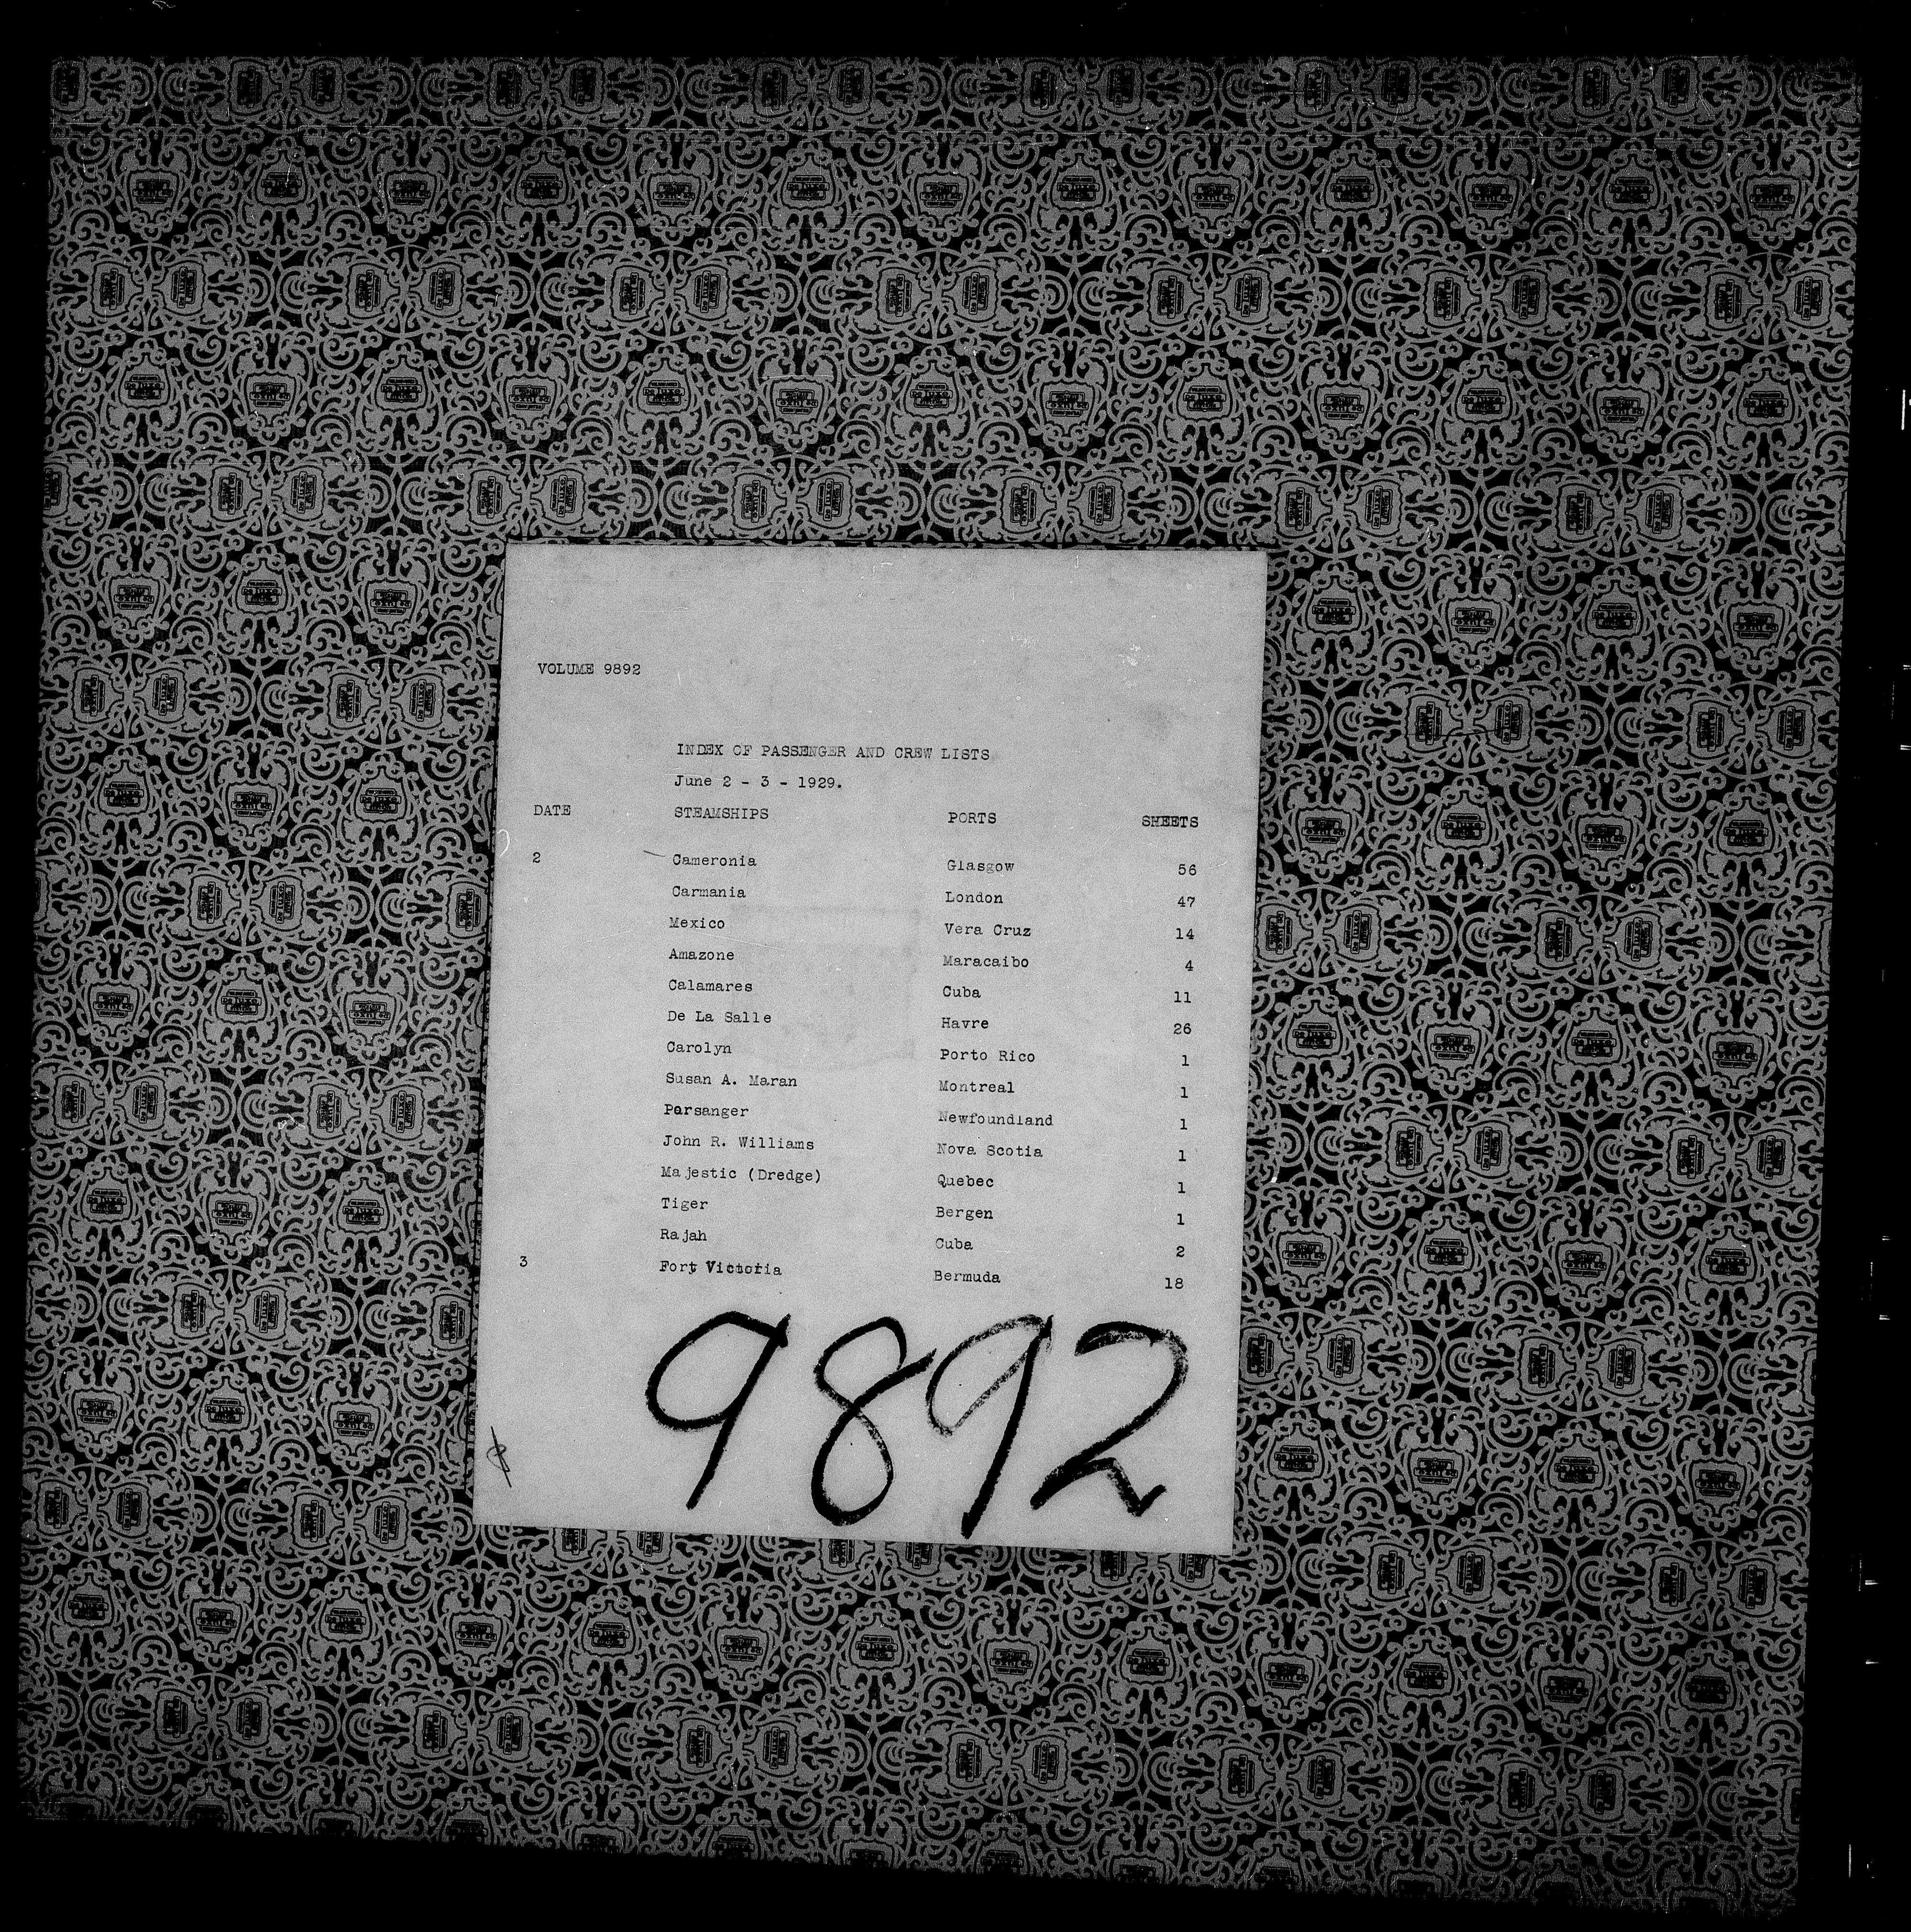 VOLUME 9892
INDEX OF PASSENGER AND CREW LISTS
June 2 - 3 - 1929.
DATE STEAMSHIPS PORTS SHEETS
2 Cameronia Glasgow 56
Carmania London 47
Mexico Vera Cruz 14
Amazone Maracaibo 4
Calamares Cuba 11
De La Salle Havre 26
Carolyn Porto Rico 1
Susan A. Maran Montreal 1
Parsanger Newfoundland 1
John R. Williams Nova Scotia 1
Majestic (Dredge) Quebec 1
Tiger Bergen 1
Rajah Cuba 2
3 Fort Victoria Bermuda 18
9892